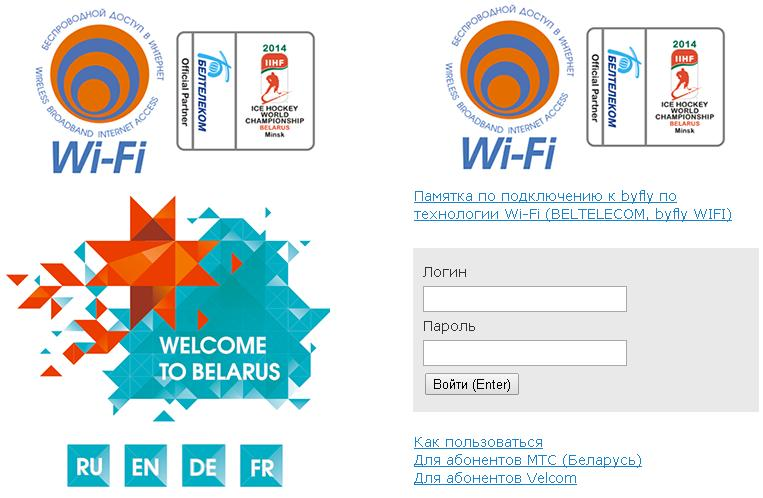 БЕСПРОВОДНОЙ ДОСТУП В ИНТЕРНЕТ
WIRELESS BROADBAND INTERNET ACCESS
Wi-Fi
Official Partner
БЕЛТЕЛЕКОМ
2014
IIHF
ICE HOCKEY
WORLD
CHAMPIONSHIP
BELARUS
Minsk
WELCOME
TO BELARUS
RU EN DE FR
БЕСПРОВОДНОЙ ДОСТУП В ИНТЕРНЕТ
WIRELESS BROADBAND INTERNET ACCESS
Wi-Fi
Official Partner
БЕЛТЕЛЕКОМ
2014
IIHF
ICE HOCKEY
WORLD
CHAMPIONSHIP
BELARUS
Minsk
Памятка по подключению к byfly по
технологии Wi-Fi (BELTELECOM, byfly WIFI)
Логин
Пароль
Войти (Enter)
Как пользоваться
Для абонентов МТС (Беларусь)
Для абонентов Velcom